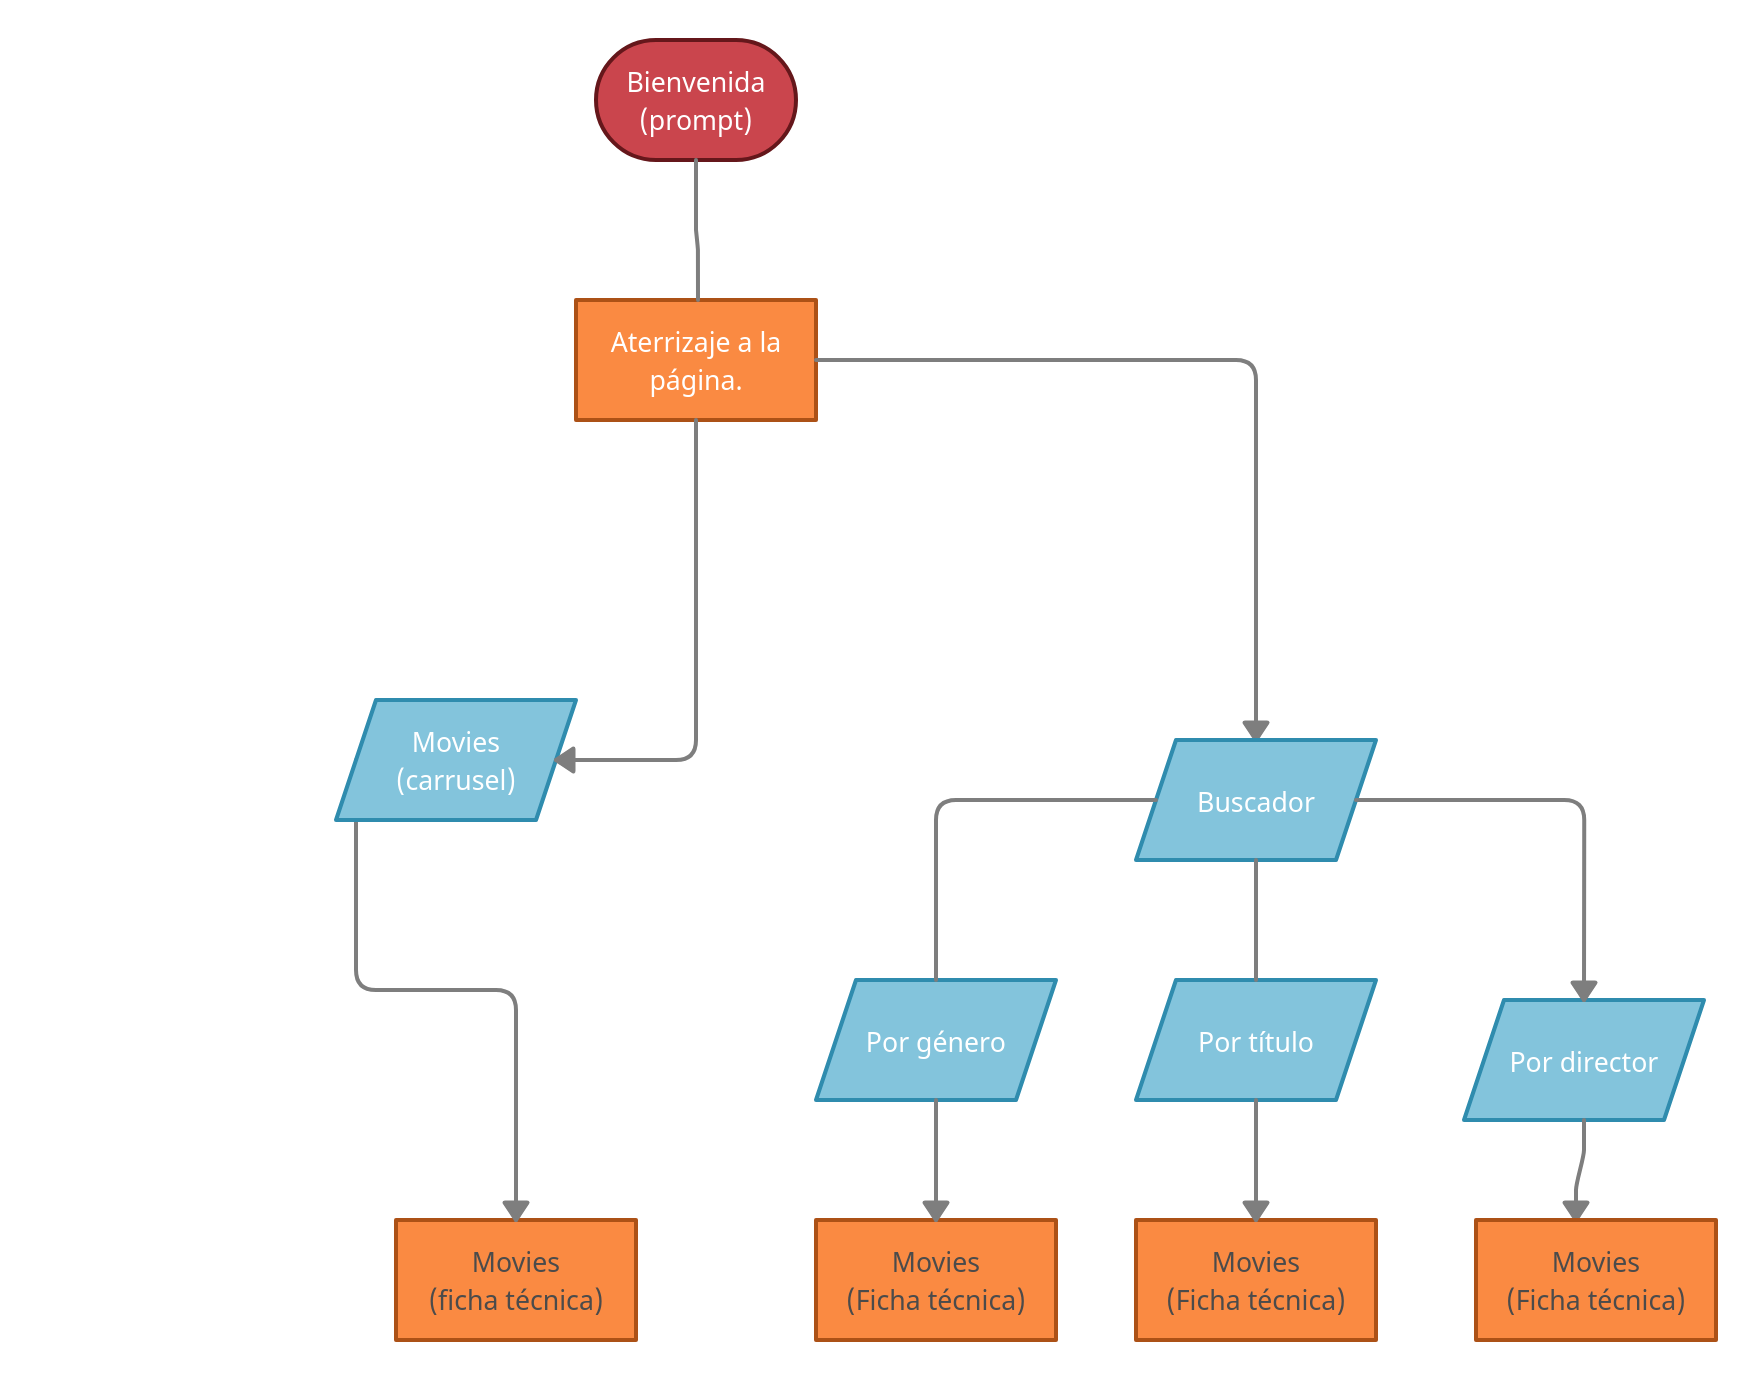 Bienvenida
(prompt)
Aterrizaje a la
página.
Movies
(carrusel)
Buscador
Por género
Por título
Por director
Movies
(ficha técnica)
Movies
(Ficha técnica)
Movies
(Ficha técnica)
Movies
(Ficha técnica)